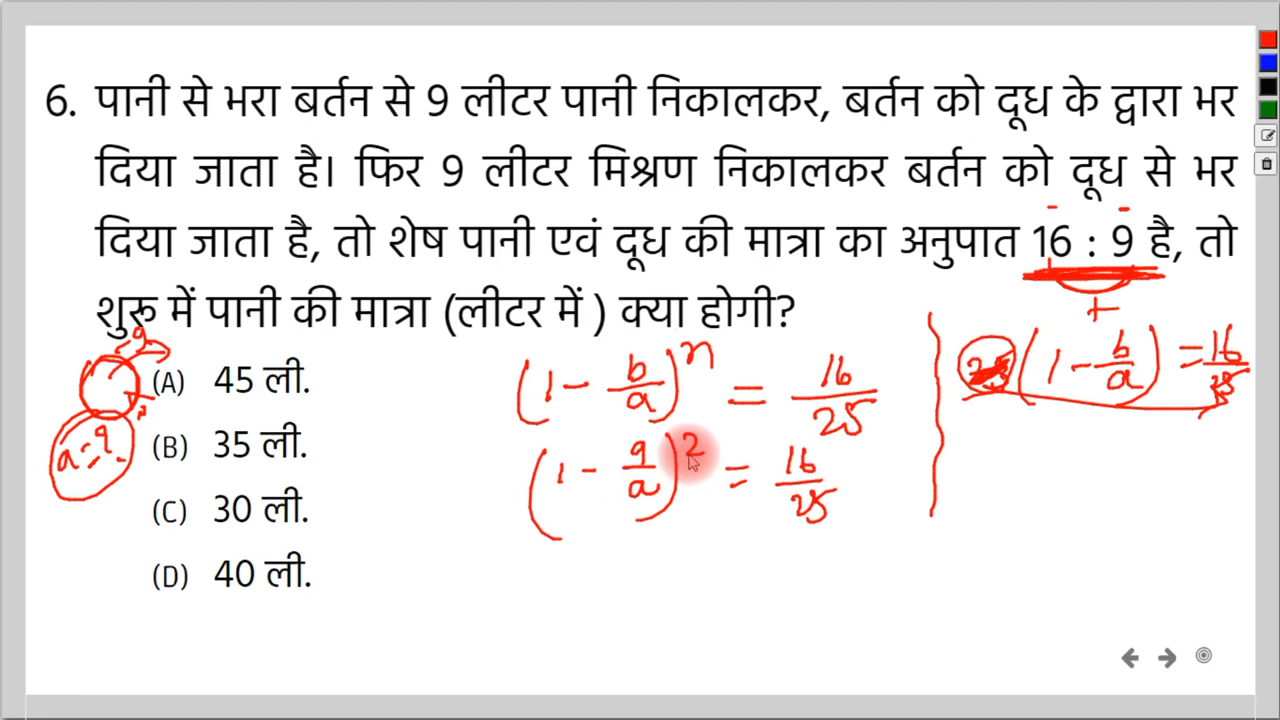 6. पानी से भरा बर्तन से 9 लीटर पानी निकालकर, बर्तन को दूध के द्वारा भर
दिया जाता है। फिर 9 लीटर मिश्रण निकालकर बर्तन को दूध से भर
दिया जाता है, तो शेष पानी एवं दूध की मात्रा का अनुपात 16 : 9 है, तो
शुरू में पानी की मात्रा (लीटर में ) क्या होगी?
(A) 45 ली.
(B) 35 ली.
(C) 30 ली.
(D) 40 ली.
a = 9
(1 - b/a)^n = 16/25
(1 - 9/a)^2 = 16/25
(1 - b/a) = 16/25